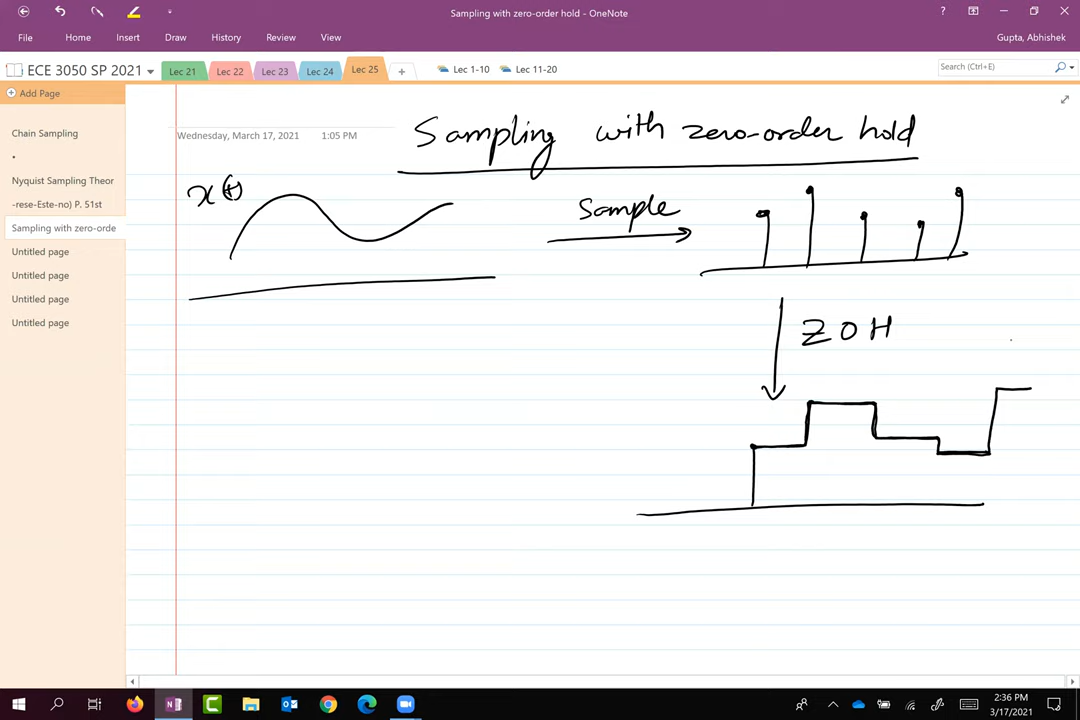 Sampling with zero-order hold - OneNote
?
File
Home
Insert
Draw
History
Review
View
Gupta, Abhishek
ECE 3050 SP 2021
Lec 21
Lec 22
Lec 23
Lec 24
Lec 25
Lec 1-10
Lec 11-20
Search (Ctrl+E)
Add Page
Chain Sampling
Nyquist Sampling Theor
-rese-Este-no) P. 51st
Sampling with zero-orde
Untitled page
Untitled page
Untitled page
Untitled page
Wednesday, March 17, 2021
1:05 PM
Sampling with zero-order hold
x(t)
Sample
ZOH
2:36 PM
3/17/2021